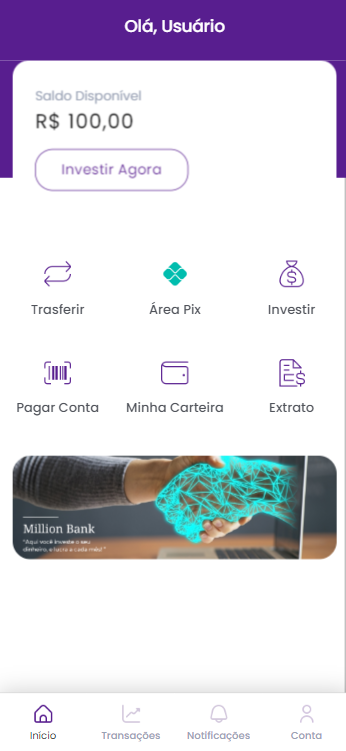 Olá, Usuário
Saldo Disponível
R$ 100,00
Investir Agora
Trasferir
Área Pix
Investir
Pagar Conta
Minha Carteira
Extrato
Million Bank
"Aqui você investe o seu
dinheiro, e lucra a cada mês! "
Início
Transações
Notificações
Conta